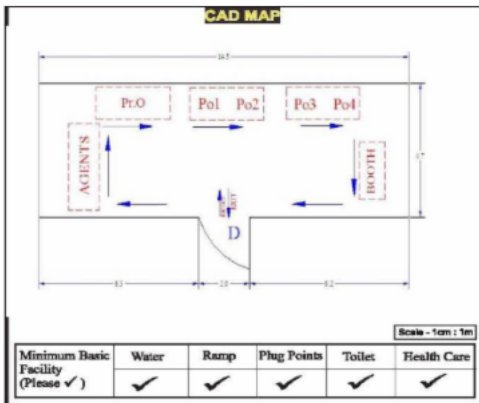 CAD MAP
Pr.O
Po1 Po2
Po3 Po4
AGENTS
BOOTH
D
Scale - 1cm : 1m
Minimum Basic Facility (Please ✓) Water Ramp Plug Points Toilet Health Care
✓ ✓ ✓ ✓ ✓